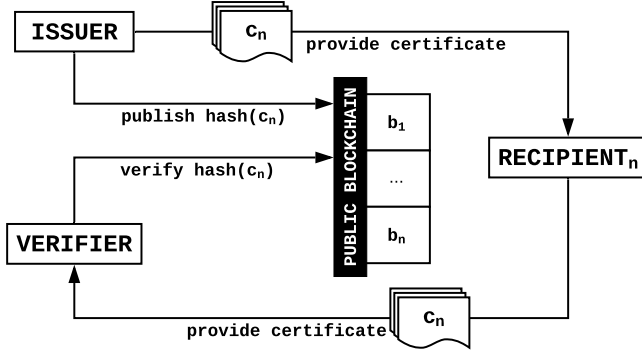 ISSUER
cn
provide certificate
publish hash(cn)
PUBLIC BLOCKCHAIN
b1
...
bn
verify hash(cn)
RECIPIENTn
VERIFIER
provide certificate
cn